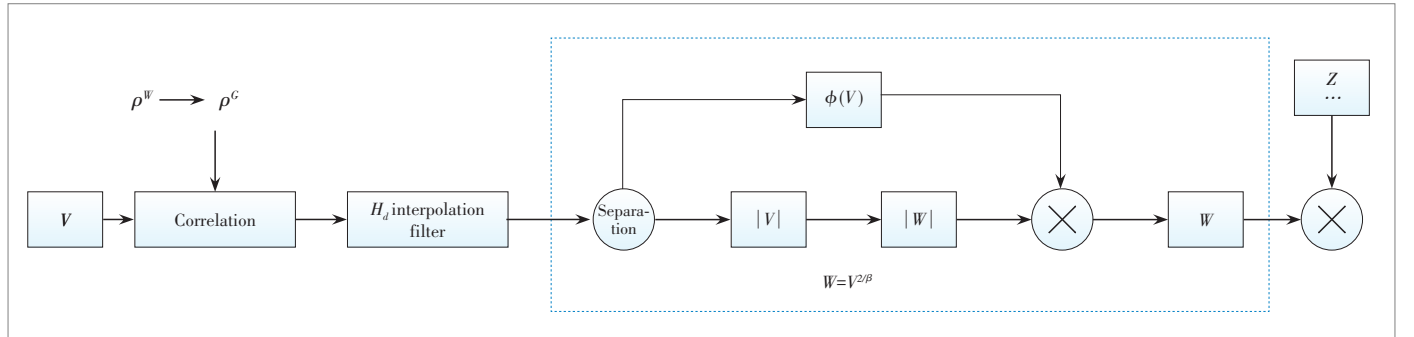 ρ^W → ρ^G
V
Correlation
H_d interpolation
filter
Separa-
tion
ϕ(V)
|V|
|W|
W
W=V^{2/β}
Z
...